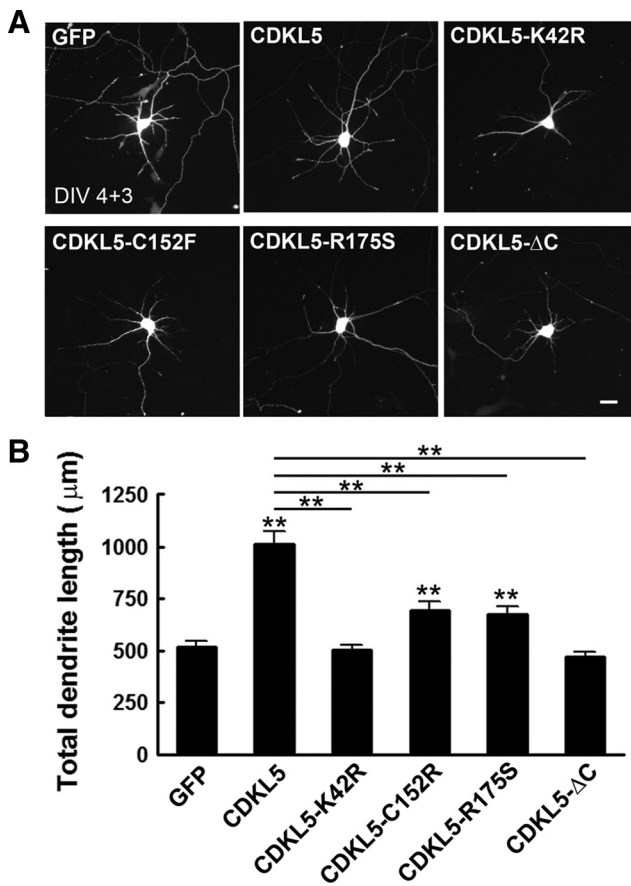 A
GFP
CDKL5
CDKL5-K42R
DIV 4+3
CDKL5-C152F
CDKL5-R175S
CDKL5-ΔC
B
Total dendrite length ( μm)
1250
1000
750
500
250
0
**
**
**
**
**
**
**
GFP
CDKL5
CDKL5-K42R
CDKL5-C152R
CDKL5-R175S
CDKL5-ΔC